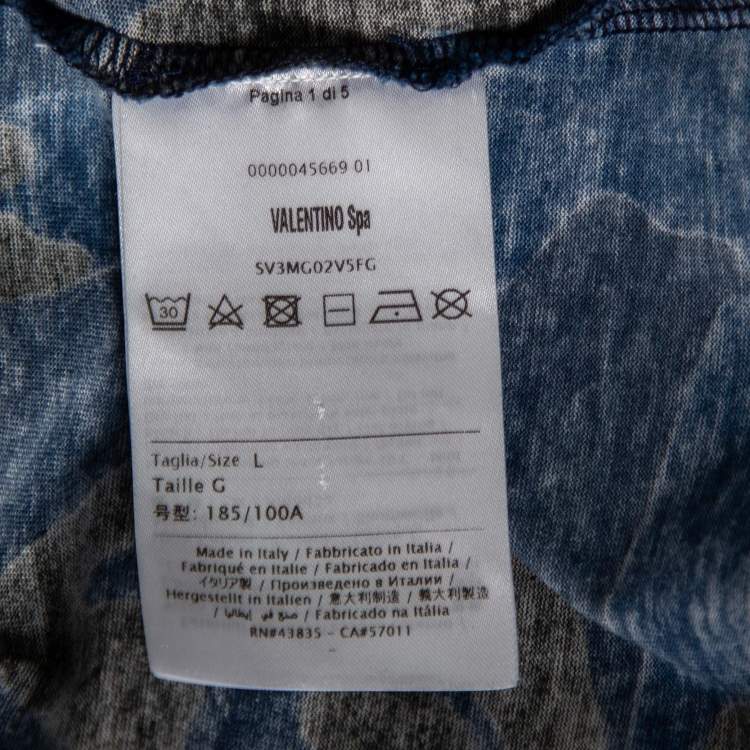 Pagina 1 di 5
0000045669 01
VALENTINO Spa
SV3MG02V5FG
30
Taglia/Size L
Taille G
号型: 185/100A
Made in Italy / Fabbricato in Italia /
Fabriqué en Italie / Fabricado en Italia /
イタリア製 / Произведено в Италии /
Hergestellt in Italien / 意大利制造 / 義大利製造
/ صنع في إيطاليا / Fabricado na Itália
RN#43835 - CA#57011